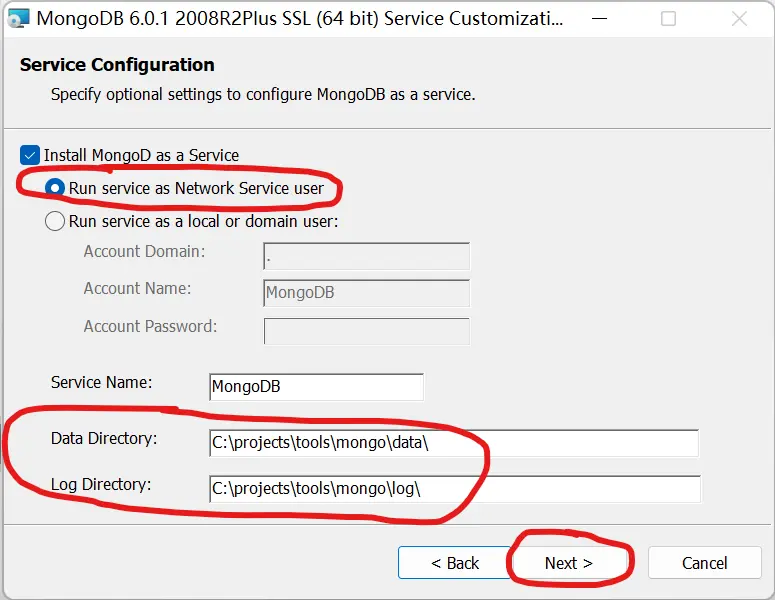 MongoDB 6.0.1 2008R2Plus SSL (64 bit) Service Customizati...
Service Configuration
Specify optional settings to configure MongoDB as a service.
Install MongoD as a Service
Run service as Network Service user
Run service as a local or domain user:
Account Domain: .
Account Name: MongoDB
Account Password:
Service Name: MongoDB
Data Directory: C:\projects\tools\mongo\data\
Log Directory: C:\projects\tools\mongo\log\
< Back Next > Cancel